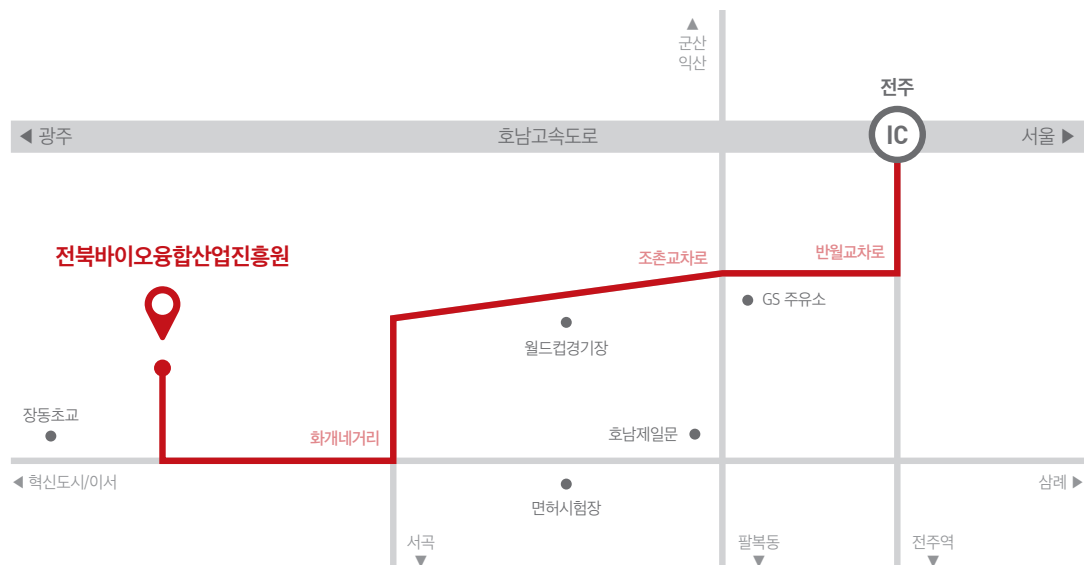 ▲
군산
익산
전주
◀ 광주
호남고속도로
IC
서울 ▶
전북바이오융합산업진흥원
조촌교차로
반월교차로
GS 주유소
월드컵경기장
장동초교
화개네거리
호남제일문
◀ 혁신도시/이서
삼례 ▶
면허시험장
서곡
▼
팔복동
▼
전주역
▼